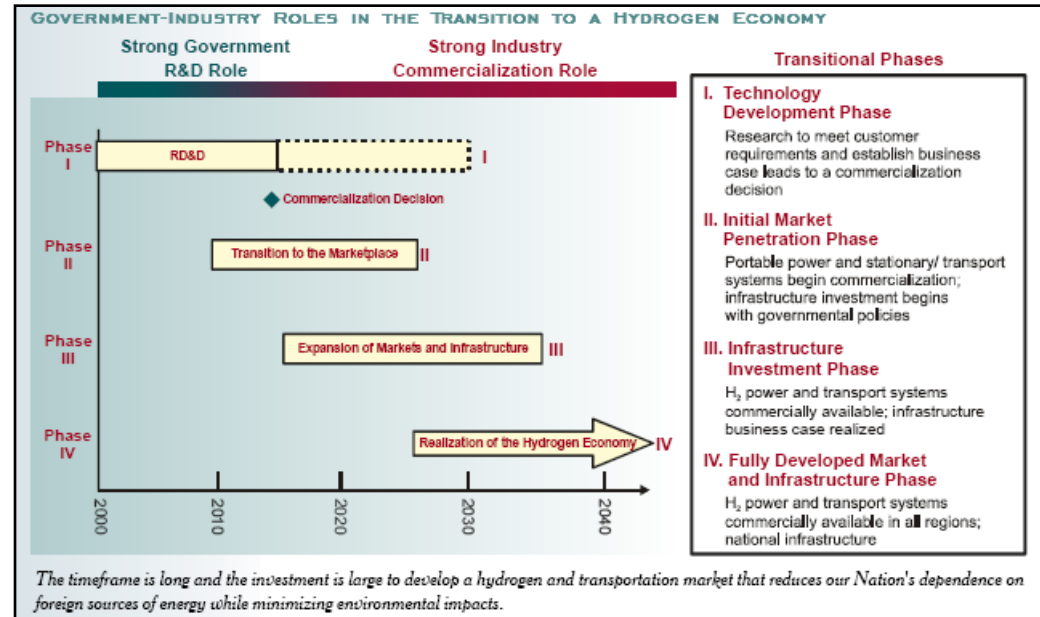 GOVERNMENT-INDUSTRY ROLES IN THE TRANSITION TO A HYDROGEN ECONOMY
Strong Government
R&D Role
Strong Industry
Commercialization Role
Phase
I
RD&D
I
Commercialization Decision
Phase
II
Transition to the Marketplace
II
Phase
III
Expansion of Markets and Infrastructure
III
Phase
IV
Realization of the Hydrogen Economy
IV
2000
2010
2020
2030
2040
Transitional Phases
I. Technology
Development Phase
Research to meet customer
requirements and establish business
case leads to a commercialization
decision
II. Initial Market
Penetration Phase
Portable power and stationary/ transport
systems begin commercialization;
infrastructure investment begins
with governmental policies
III. Infrastructure
Investment Phase
H₂ power and transport systems
commercially available; infrastructure
business case realized
IV. Fully Developed Market
and Infrastructure Phase
H₂ power and transport systems
commercially available in all regions;
national infrastructure
The timeframe is long and the investment is large to develop a hydrogen and transportation market that reduces our Nation's dependence on
foreign sources of energy while minimizing environmental impacts.